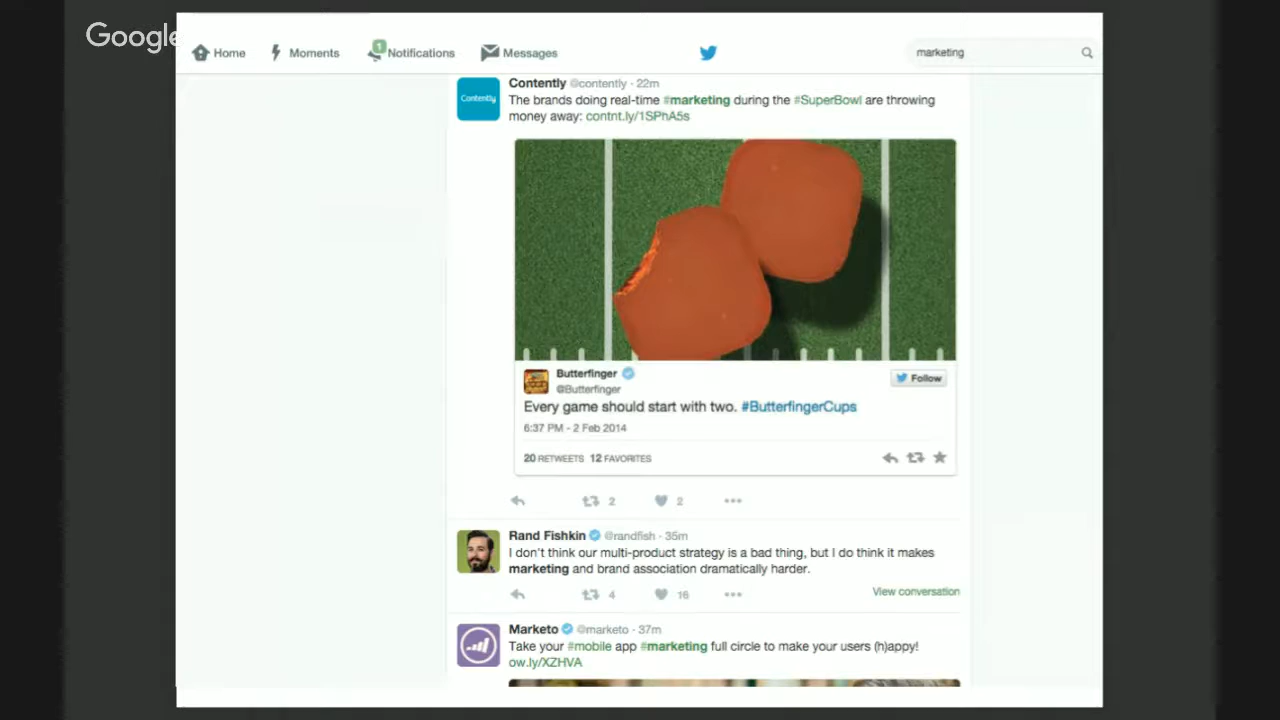 Google
Home Moments 1 Notifications Messages marketing
Contently @contently · 22m
Contently
The brands doing real-time #marketing during the #SuperBowl are throwing
money away: contnt.ly/1SPhA5s
Butterfinger
@Butterfinger
Follow
Every game should start with two. #ButterfingerCups
6:37 PM - 2 Feb 2014
20 RETWEETS 12 FAVORITES
2 2
Rand Fishkin @randfish · 35m
I don't think our multi-product strategy is a bad thing, but I do think it makes
marketing and brand association dramatically harder.
4 16 View conversation
Marketo @marketo · 37m
Take your #mobile app #marketing full circle to make your users (h)appy!
ow.ly/XZHVA